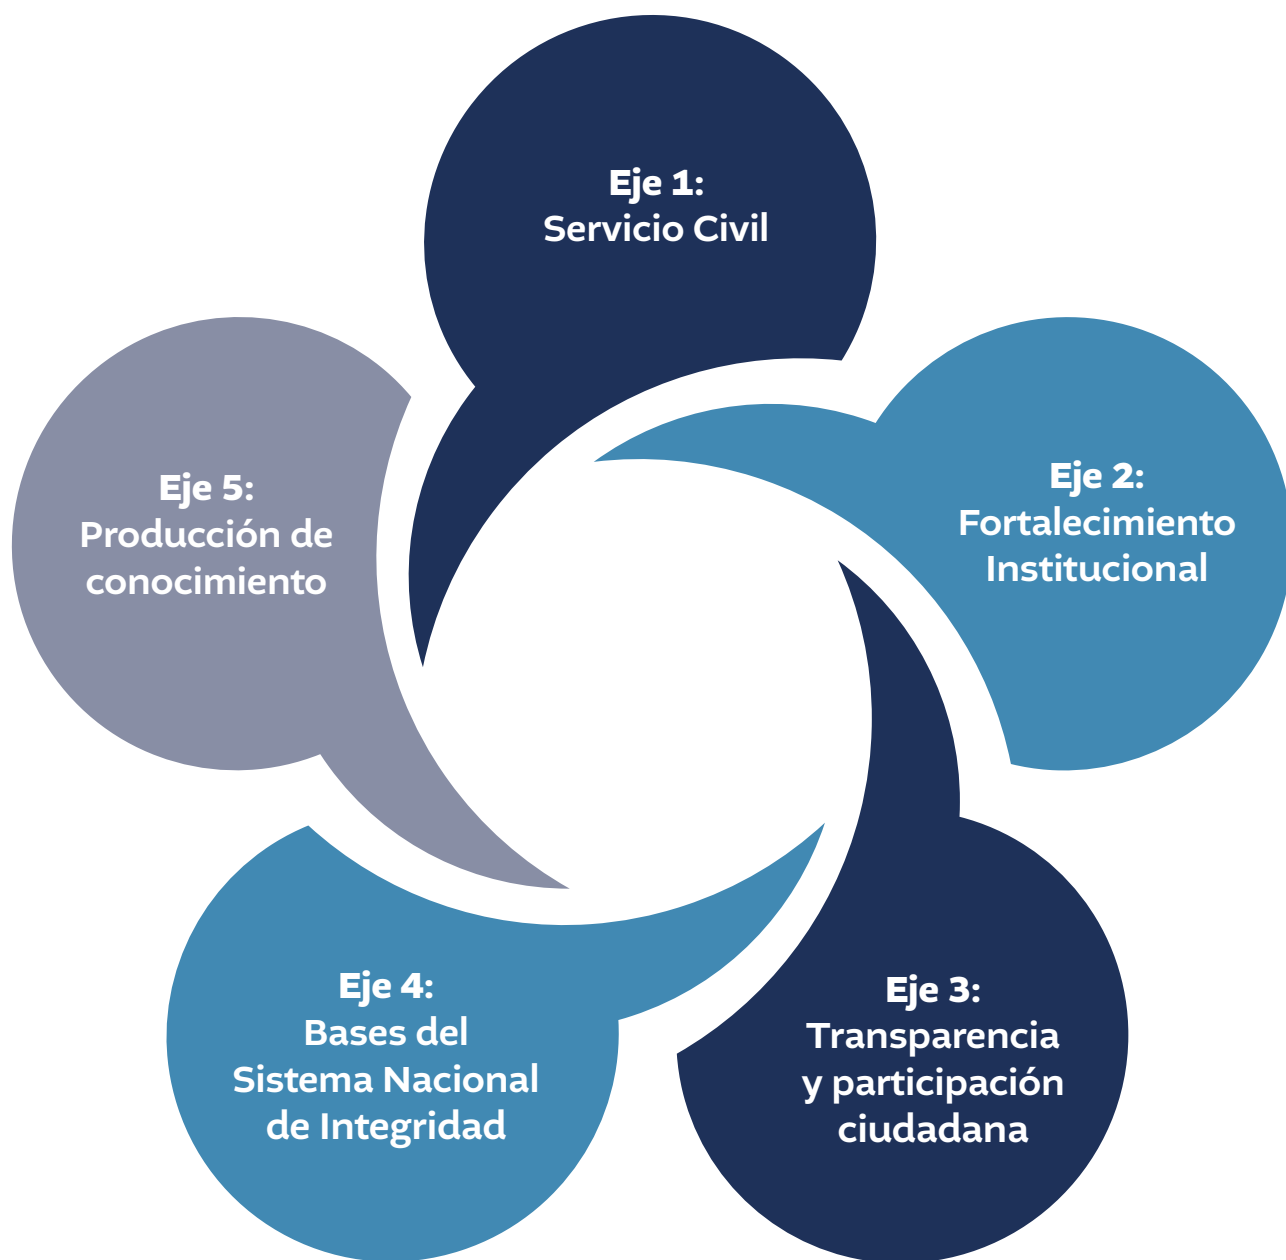 Eje 1:
Servicio Civil
Eje 2:
Fortalecimiento
Institucional
Eje 3:
Transparencia
y participación
ciudadana
Eje 4:
Bases del
Sistema Nacional
de Integridad
Eje 5:
Producción de
conocimiento